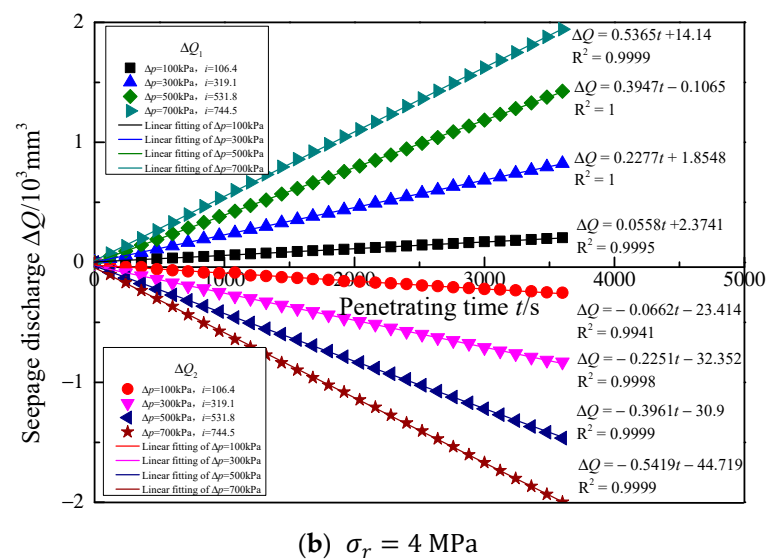 2
1
0
−1
−2
0
1000
2000
3000
4000
5000
Seepage discharge ΔQ/10³ mm³
Penetrating time t/s
ΔQ₁
Δp=100kPa, i=106.4
Δp=300kPa, i=319.1
Δp=500kPa, i=531.8
Δp=700kPa, i=744.5
Linear fitting of Δp=100kPa
Linear fitting of Δp=300kPa
Linear fitting of Δp=500kPa
Linear fitting of Δp=700kPa
ΔQ = 0.5365t +14.14
R² = 0.9999
ΔQ = 0.3947t − 0.1065
R² = 1
ΔQ = 0.2277t + 1.8548
R² = 1
ΔQ = 0.0558t +2.3741
R² = 0.9995
ΔQ₂
Δp=100kPa, i=106.4
Δp=300kPa, i=319.1
Δp=500kPa, i=531.8
Δp=700kPa, i=744.5
Linear fitting of Δp=100kPa
Linear fitting of Δp=300kPa
Linear fitting of Δp=500kPa
Linear fitting of Δp=700kPa
ΔQ = − 0.0662t − 23.414
R² = 0.9941
ΔQ = − 0.2251t − 32.352
R² = 0.9998
ΔQ = − 0.3961t − 30.9
R² = 0.9999
ΔQ = − 0.5419t − 44.719
R² = 0.9999
(b) σᵣ = 4 MPa